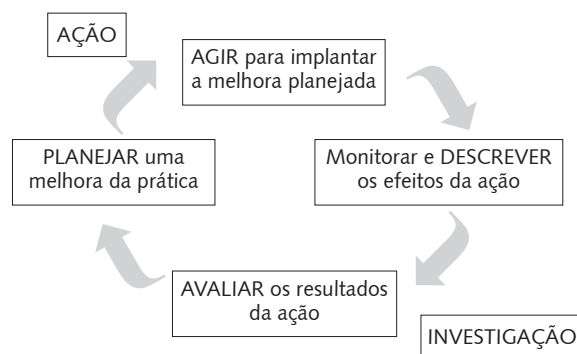 AÇÃO
AGIR para implantar
a melhora planejada
PLANEJAR uma
melhora da prática
Monitorar e DESCREVER
os efeitos da ação
AVALIAR os resultados
da ação
INVESTIGAÇÃO